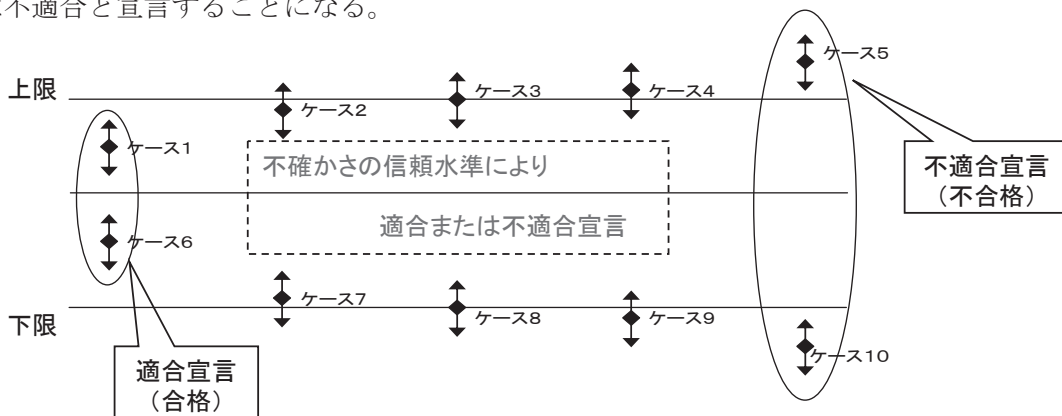 不適合と宣言することになる。
ケース5
上限
ケース3
ケース4
ケース2
ケース1
不確かさの信頼水準により
不適合宣言
(不合格)
適合または不適合宣言
ケース6
ケース7
ケース8
ケース9
下限
ケース10
適合宣言
(合格)